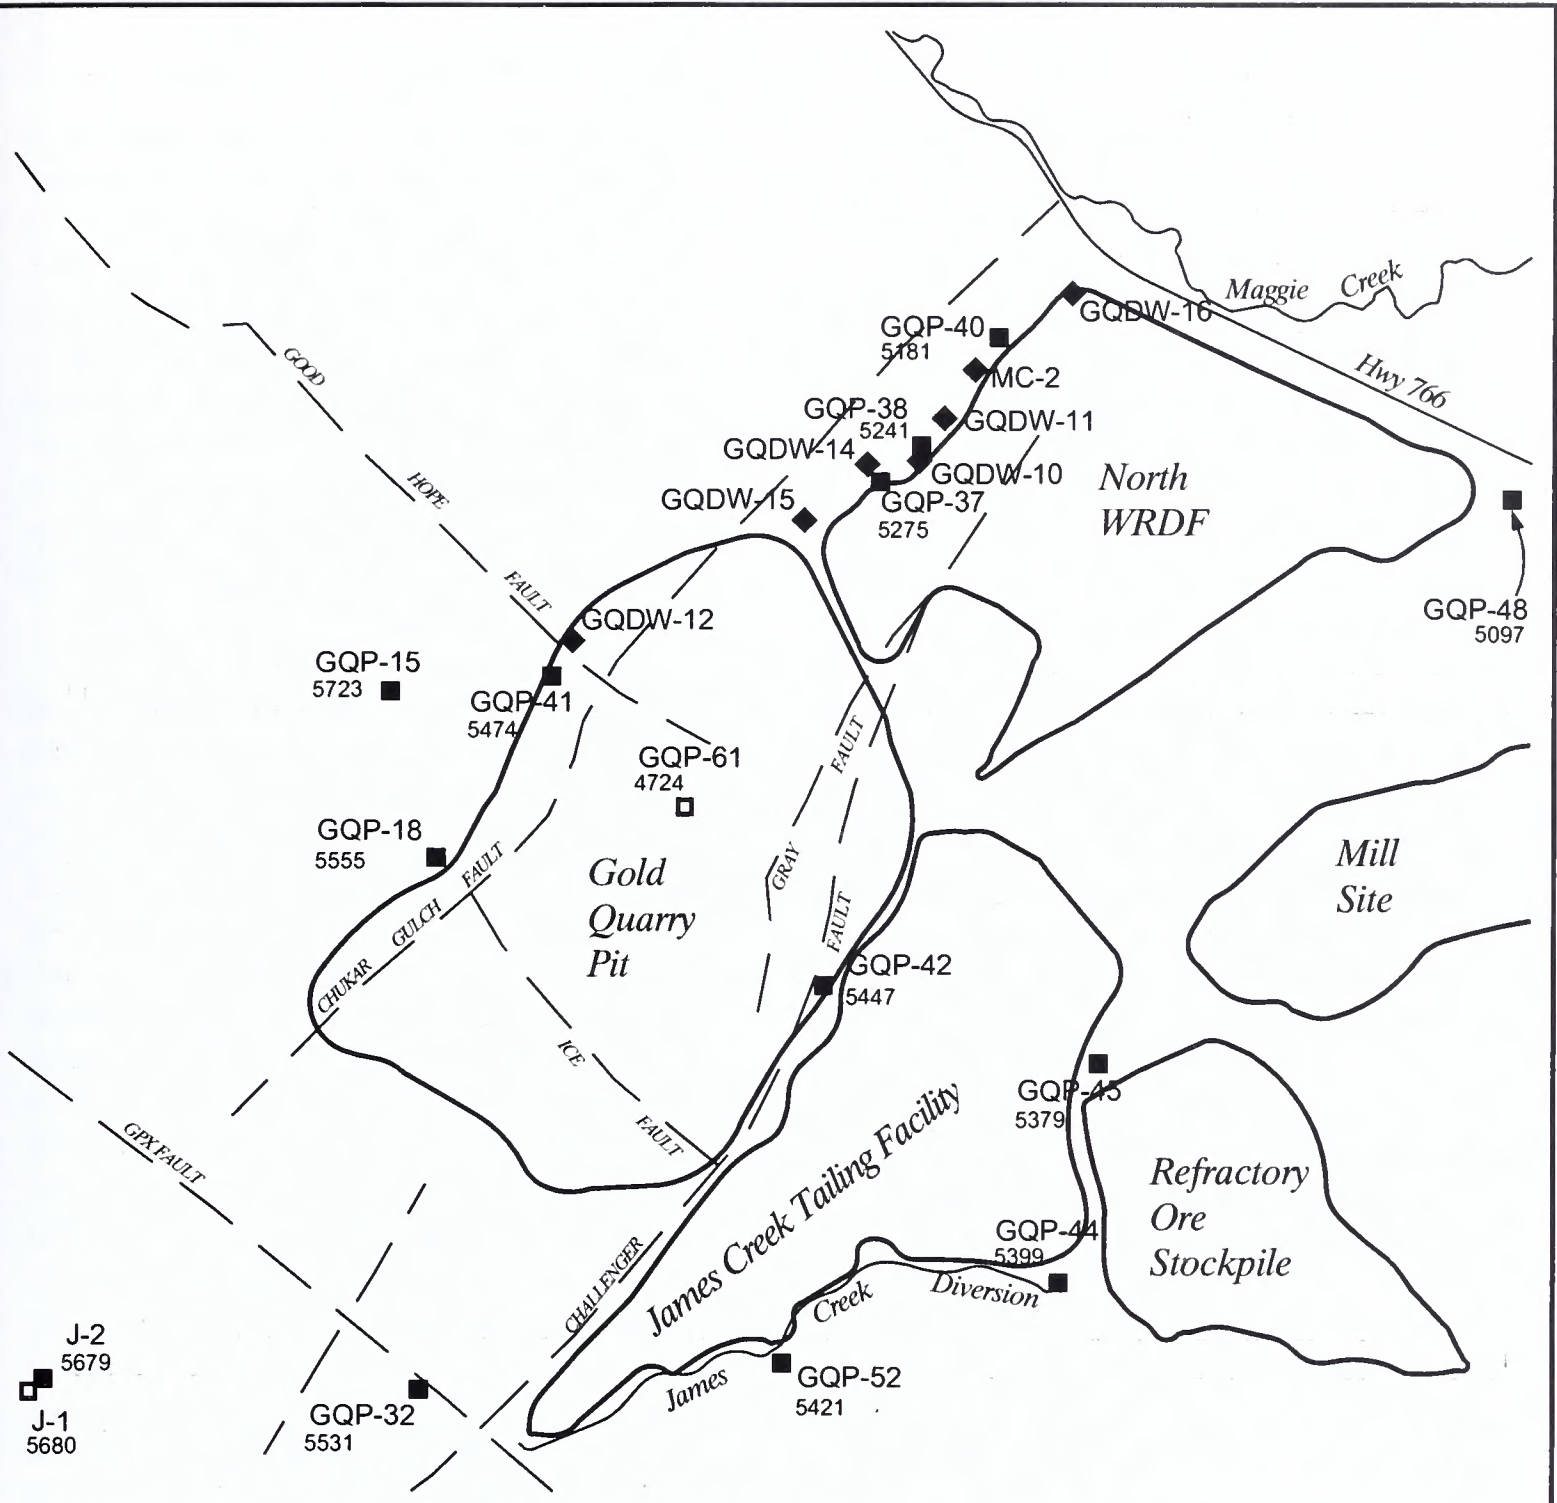 Maggie Creek
GQDW-16
GQP-40
5181
Hwy 766
GOOD
MC-2
GQP-38
5241
GQDW-11
GQDW-14
GQDW-10
HOPE
North
WRDF
GQDW-15
GQP-37
5275
FAULT
GQDW-12
GQP-48
5097
GQP-15
5723
GQP-41
5474
FAULT
GQP-61
4724
GQP-18
5555
Gold
Quarry
Pit
GRAY
Mill
Site
FAULT
GULCH
CHUKAR
FAULT
GQP-42
5447
ICE
FAULT
GQP-45
5379
GPX FAULT
James Creek Tailing Facility
Refractory
Ore
Stockpile
GQP-44
5399
CHALLENGER
James Creek Diversion
J-2
5679
J-1
5680
GQP-32
5531
GQP-52
5421